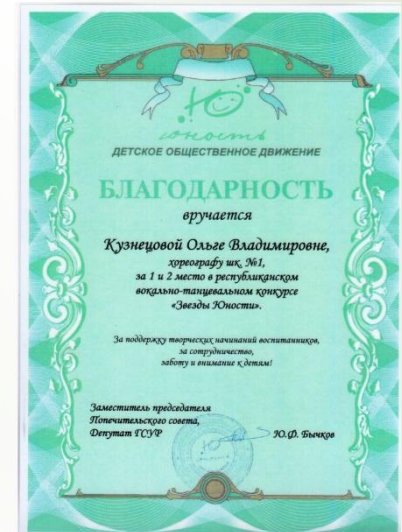 Ю
юность
ДЕТСКОЕ ОБЩЕСТВЕННОЕ ДВИЖЕНИЕ
БЛАГОДАРНОСТЬ
вручается
Кузнецовой Ольге Владимировне,
хореографу шк. №1,
за 1 и 2 место в республиканском
вокально-танцевальном конкурсе
«Звезды Юности».
За поддержку творческих начинаний воспитанников,
за сотрудничество,
заботу и внимание к детям!
Заместитель председателя
Попечительского совета,
Депутат ГСУР
Ю.Ф. Бычков